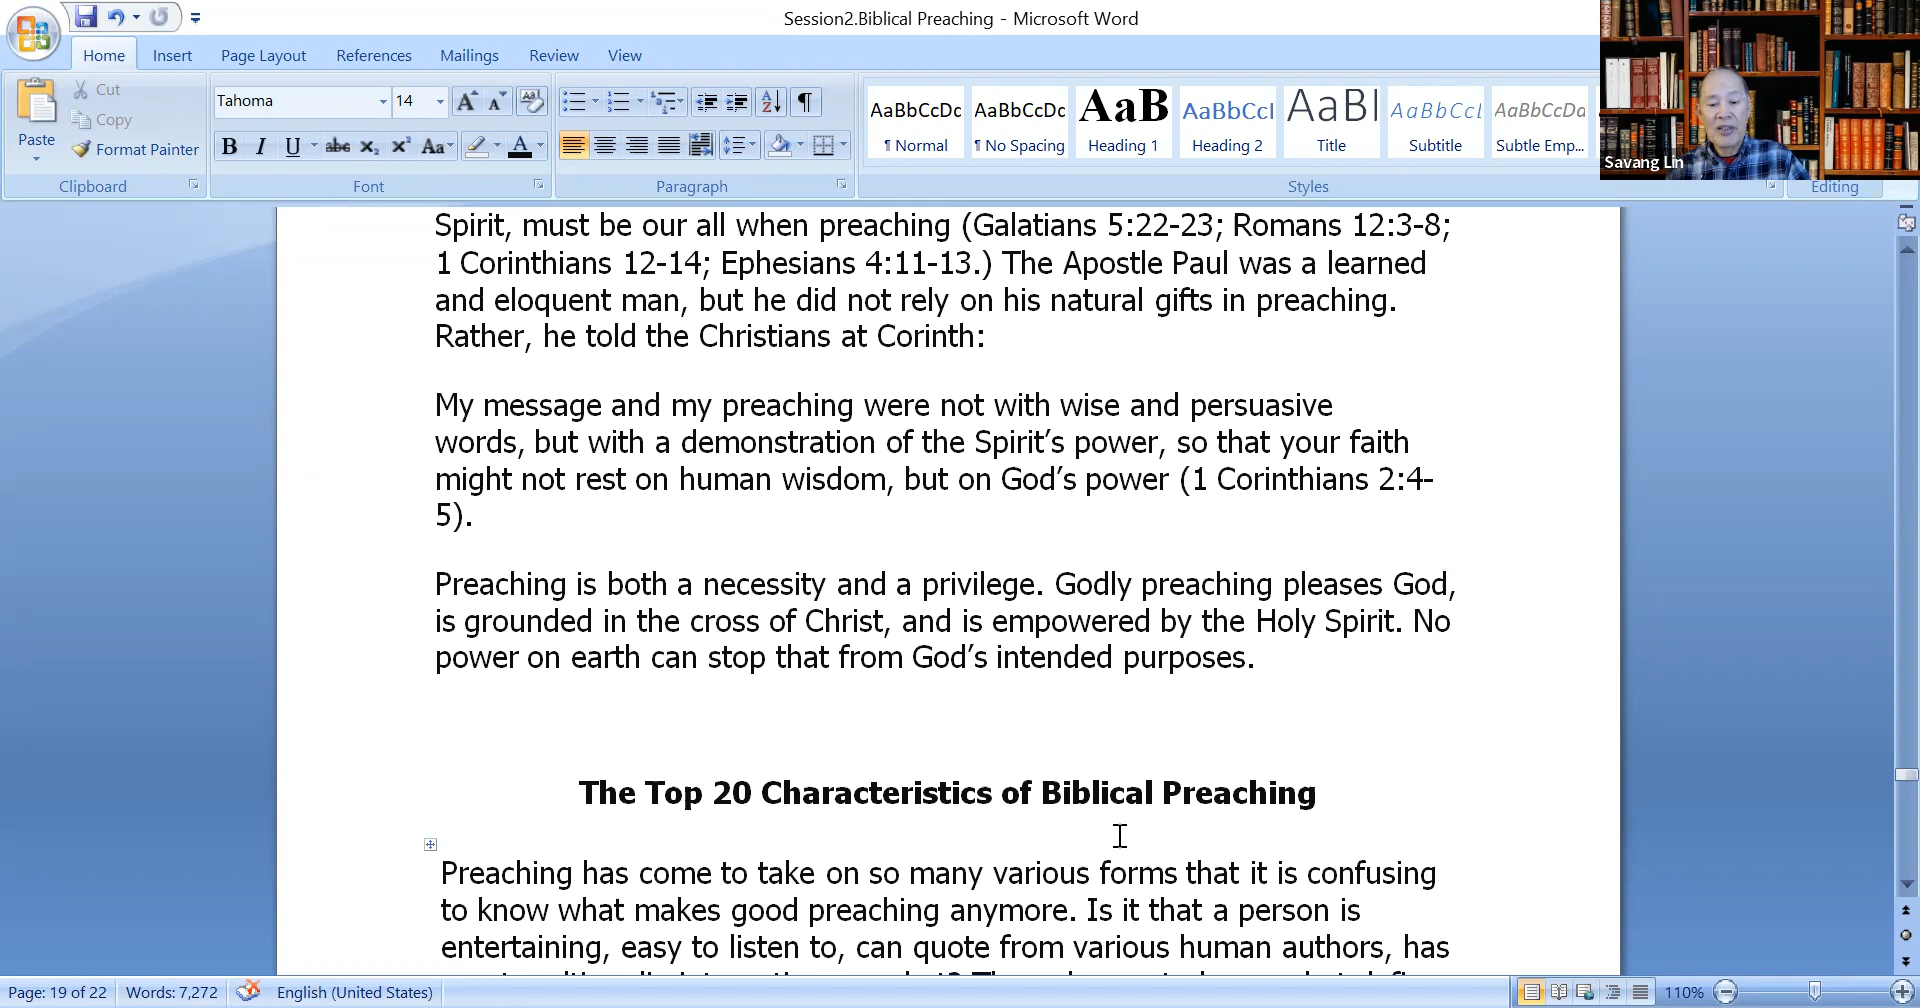 Session2.Biblical Preaching - Microsoft Word
Home Insert Page Layout References Mailings Review View
Paste
Cut
Copy
Format Painter
Clipboard
Tahoma 14
B I U abc X₂ X² Aa A
Font
Paragraph
AaBbCcDc AaBbCcDc AaB AaBbCcI AaBl AaBbCcL AaBbCcDa
¶ Normal ¶ No Spacing Heading 1 Heading 2 Title Subtitle Subtle Emp...
Styles
Editing
Savang Lin
Spirit, must be our all when preaching (Galatians 5:22-23; Romans 12:3-8;
1 Corinthians 12-14; Ephesians 4:11-13.) The Apostle Paul was a learned
and eloquent man, but he did not rely on his natural gifts in preaching.
Rather, he told the Christians at Corinth:
My message and my preaching were not with wise and persuasive
words, but with a demonstration of the Spirit’s power, so that your faith
might not rest on human wisdom, but on God’s power (1 Corinthians 2:4-
5).
Preaching is both a necessity and a privilege. Godly preaching pleases God,
is grounded in the cross of Christ, and is empowered by the Holy Spirit. No
power on earth can stop that from God’s intended purposes.
The Top 20 Characteristics of Biblical Preaching
Preaching has come to take on so many various forms that it is confusing
to know what makes good preaching anymore. Is it that a person is
entertaining, easy to listen to, can quote from various human authors, has
Page: 19 of 22 Words: 7,272 English (United States) 110%